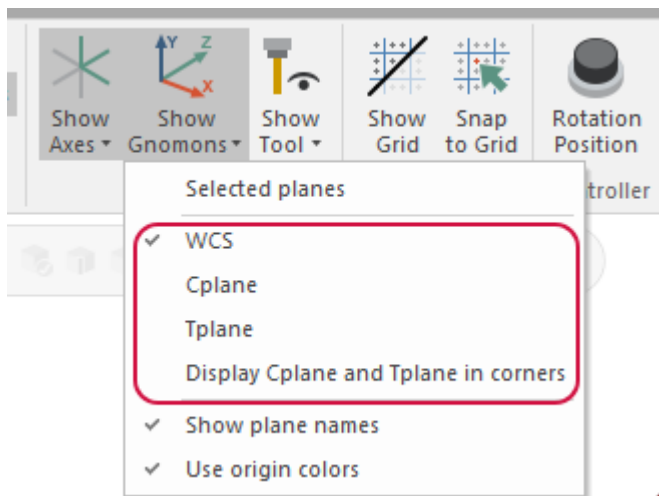 Y Z
X
Show Axes
Show Gnomons
Show Tool
Show Grid
Snap to Grid
Rotation Position
troller
Selected planes
WCS
Cplane
Tplane
Display Cplane and Tplane in corners
Show plane names
Use origin colors